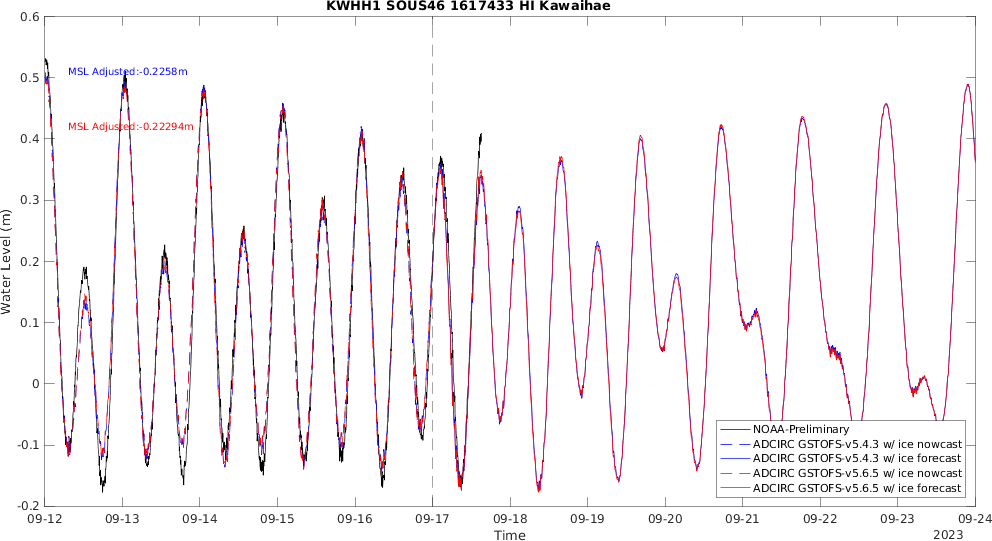 KWHH1 SOUS46 1617433 HI Kawaihae
0.6
0.5
0.4
0.3
0.2
0.1
0
-0.1
-0.2
Water Level (m)
MSL Adjusted:-0.2258m
MSL Adjusted:-0.22294m
NOAA-Preliminary
ADCIRC GSTOFS-v5.4.3 w/ ice nowcast
ADCIRC GSTOFS-v5.4.3 w/ ice forecast
ADCIRC GSTOFS-v5.6.5 w/ ice nowcast
ADCIRC GSTOFS-v5.6.5 w/ ice forecast
09-12 09-13 09-14 09-15 09-16 09-17 09-18 09-19 09-20 09-21 09-22 09-23 09-24
Time
2023